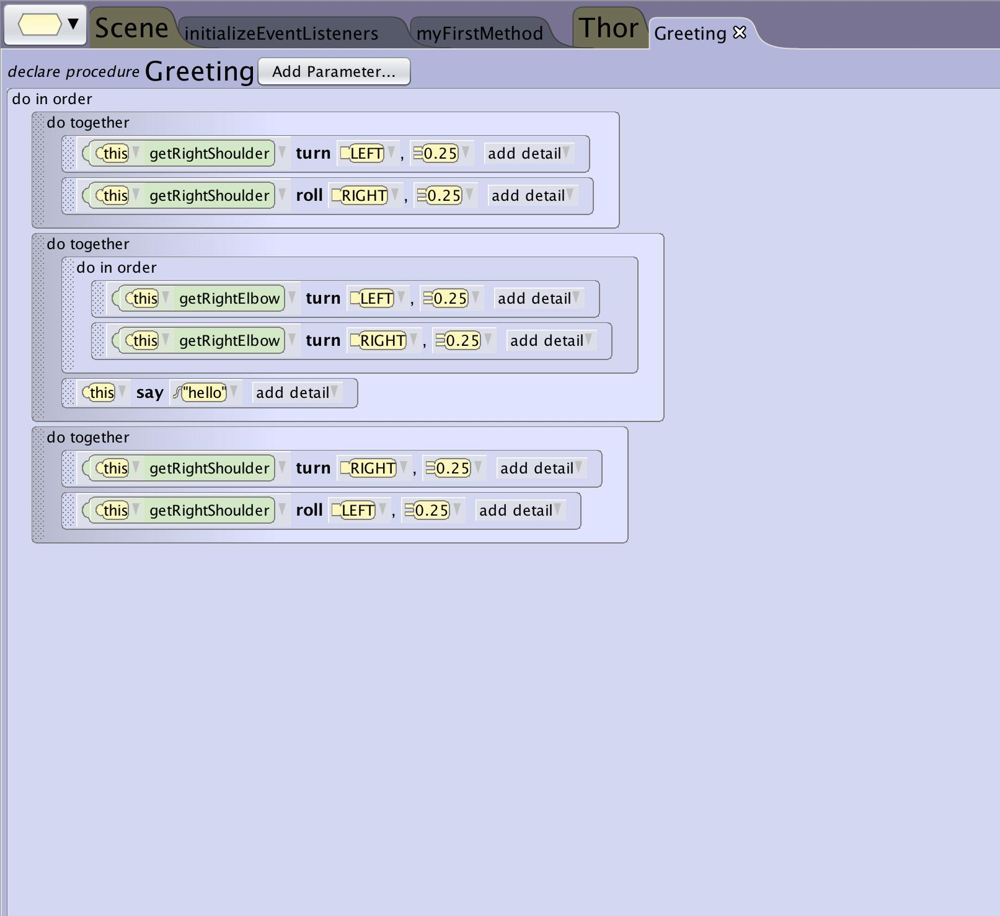 Scene initializeEventListeners myFirstMethod Thor Greeting
declare procedure Greeting Add Parameter...
do in order
do together
this getRightShoulder turn LEFT , 0.25 add detail
this getRightShoulder roll RIGHT , 0.25 add detail
do together
do in order
this getRightElbow turn LEFT , 0.25 add detail
this getRightElbow turn RIGHT , 0.25 add detail
this say "hello" add detail
do together
this getRightShoulder turn RIGHT , 0.25 add detail
this getRightShoulder roll LEFT , 0.25 add detail